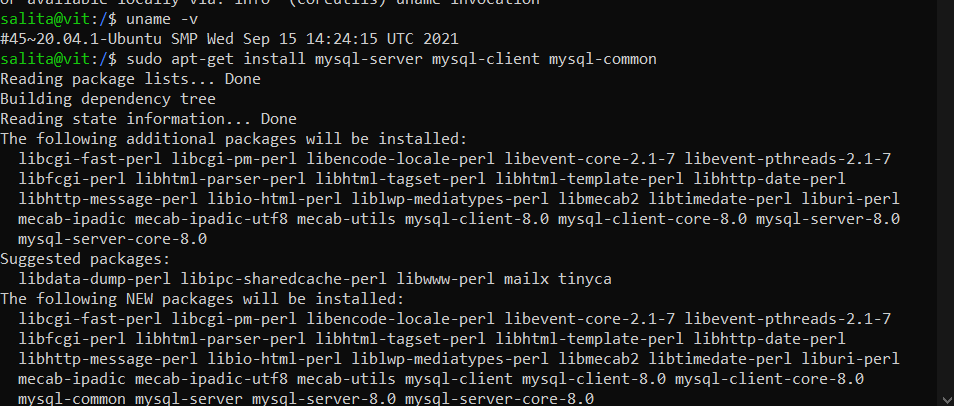 or available locally via: info '(coreutils) uname invocation'
salita@vit:/$ uname -v
#45~20.04.1-Ubuntu SMP Wed Sep 15 14:24:15 UTC 2021
salita@vit:/$ sudo apt-get install mysql-server mysql-client mysql-common
Reading package lists... Done
Building dependency tree
Reading state information... Done
The following additional packages will be installed:
  libcgi-fast-perl libcgi-pm-perl libencode-locale-perl libevent-core-2.1-7 libevent-pthreads-2.1-7
  libfcgi-perl libhtml-parser-perl libhtml-tagset-perl libhtml-template-perl libhttp-date-perl
  libhttp-message-perl libio-html-perl liblwp-mediatypes-perl libmecab2 libtimedate-perl liburi-perl
  mecab-ipadic mecab-ipadic-utf8 mecab-utils mysql-client-8.0 mysql-client-core-8.0 mysql-server-8.0
  mysql-server-core-8.0
Suggested packages:
  libdata-dump-perl libipc-sharedcache-perl libwww-perl mailx tinyca
The following NEW packages will be installed:
  libcgi-fast-perl libcgi-pm-perl libencode-locale-perl libevent-core-2.1-7 libevent-pthreads-2.1-7
  libfcgi-perl libhtml-parser-perl libhtml-tagset-perl libhtml-template-perl libhttp-date-perl
  libhttp-message-perl libio-html-perl liblwp-mediatypes-perl libmecab2 libtimedate-perl liburi-perl
  mecab-ipadic mecab-ipadic-utf8 mecab-utils mysql-client mysql-client-8.0 mysql-client-core-8.0
  mysql-common mysql-server mysql-server-8.0 mysql-server-core-8.0